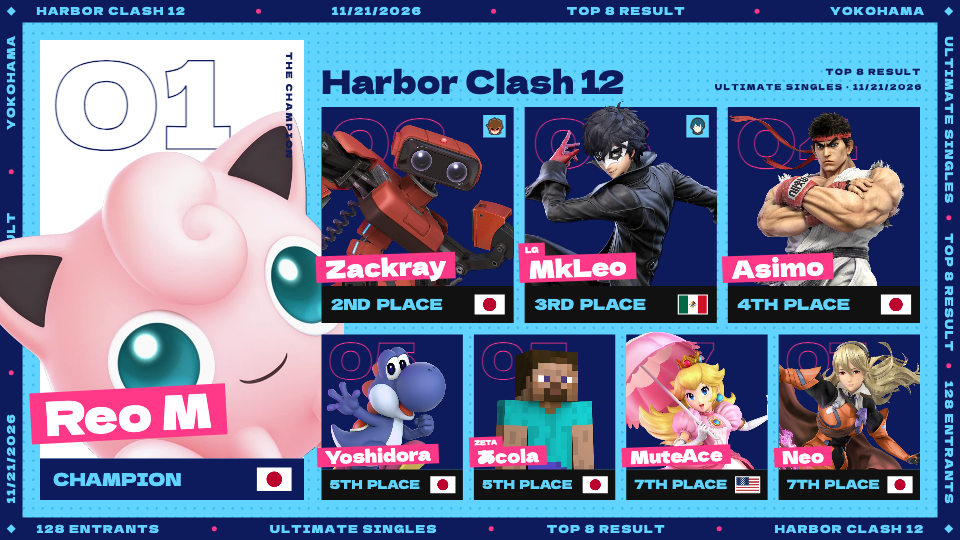 HARBOR CLASH 12 • 11/21/2026 • TOP 8 RESULT • YOKOHAMA
YOKOHAMA
11/21/2026
ULTIMATE SINGLES • TOP 8 RESULT • 128 ENTRANTS
01
THE CHAMPION
Reo M
CHAMPION
Harbor Clash 12
TOP 8 RESULT
ULTIMATE SINGLES · 11/21/2026
Zackray
2ND PLACE
LG
MkLeo
3RD PLACE
Asimo
4TH PLACE
Yoshidora
5TH PLACE
ZETA
あcola
5TH PLACE
MuteAce
7TH PLACE
Neo
7TH PLACE
128 ENTRANTS • ULTIMATE SINGLES • TOP 8 RESULT • HARBOR CLASH 12